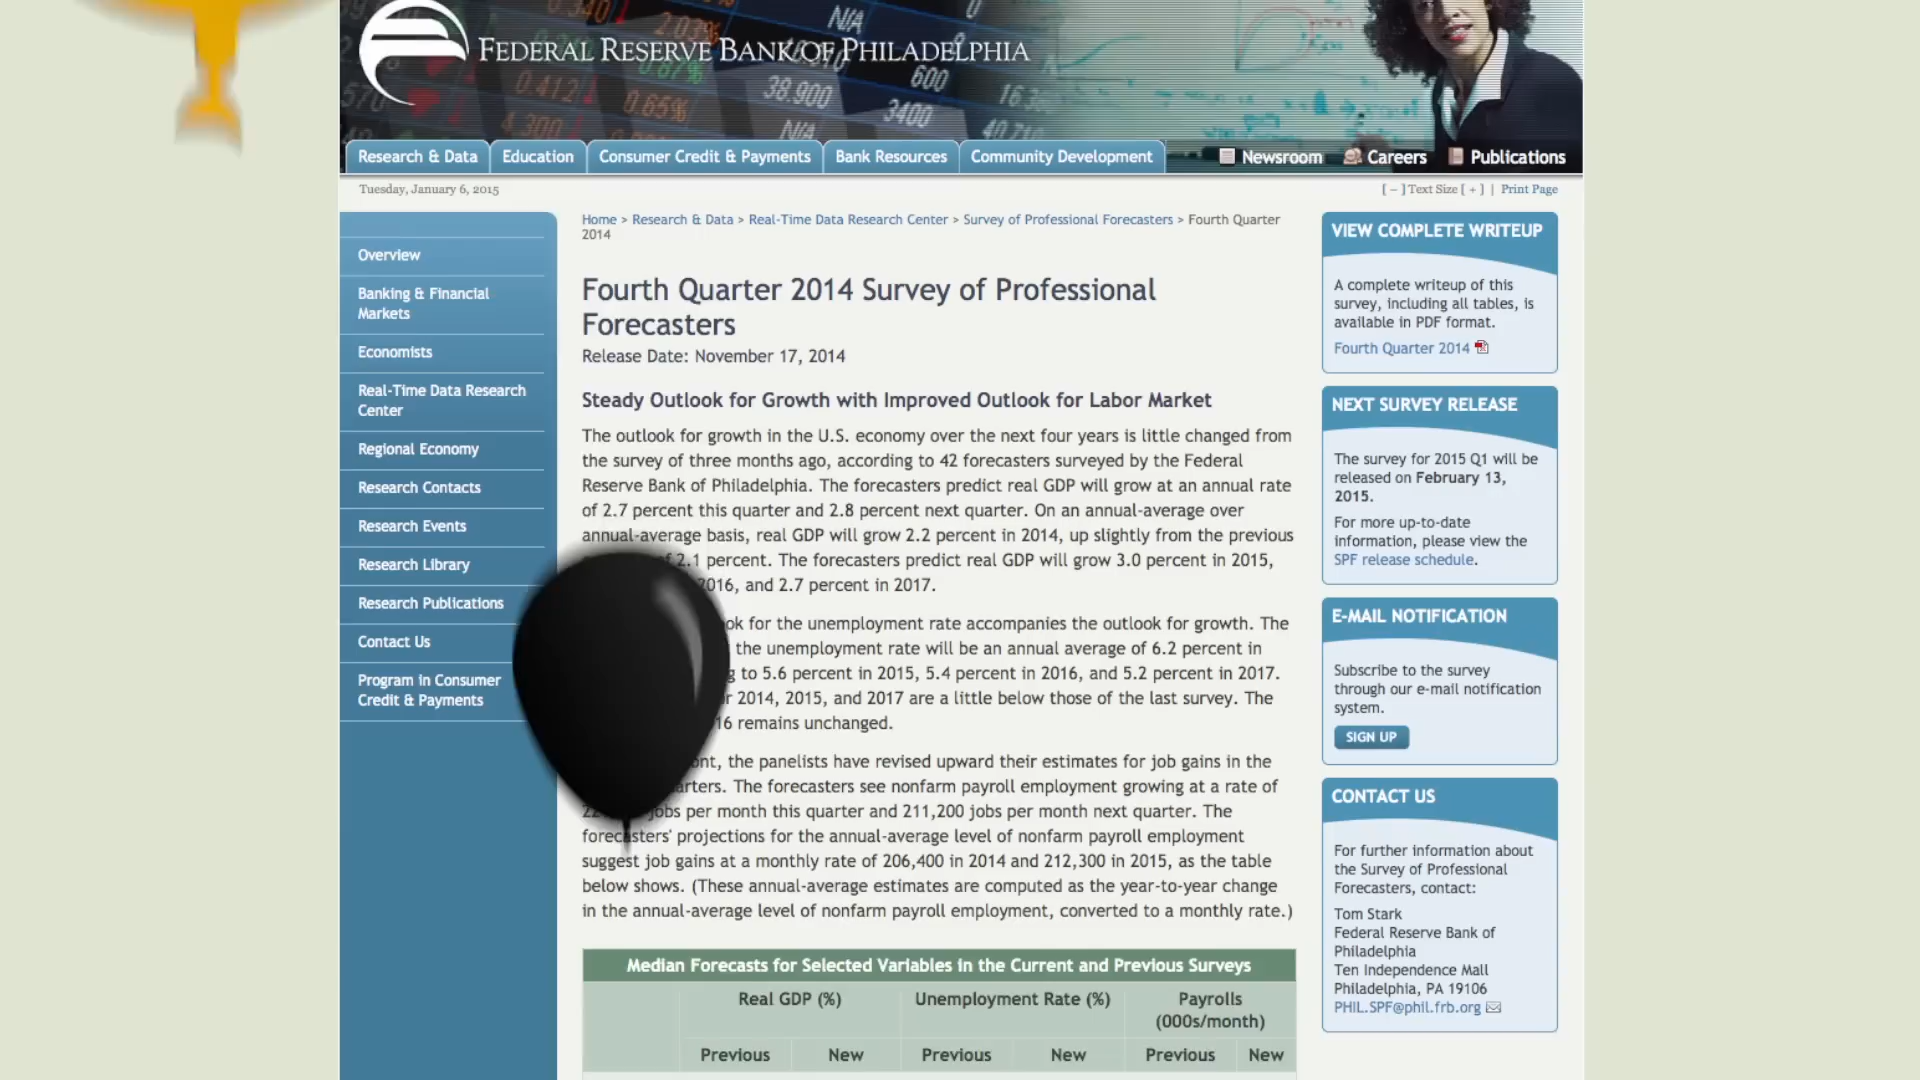 FEDERAL RESERVE BANK OF PHILADELPHIA
N/A
0.340
2.03%
0
0.412
0.65%
0.87%
38.900
600
3400
4.300
N/A
40.710
570
Research & Data
Education
Consumer Credit & Payments
Bank Resources
Community Development
Newsroom
Careers
Publications
Tuesday, January 6, 2015
[ – ] Text Size [ + ] | Print Page
Overview
Banking & Financial
Markets
Economists
Real-Time Data Research
Center
Regional Economy
Research Contacts
Research Events
Research Library
Research Publications
Contact Us
Program in Consumer
Credit & Payments
Home > Research & Data > Real-Time Data Research Center > Survey of Professional Forecasters > Fourth Quarter
2014
Fourth Quarter 2014 Survey of Professional
Forecasters
Release Date: November 17, 2014
Steady Outlook for Growth with Improved Outlook for Labor Market
The outlook for growth in the U.S. economy over the next four years is little changed from
the survey of three months ago, according to 42 forecasters surveyed by the Federal
Reserve Bank of Philadelphia. The forecasters predict real GDP will grow at an annual rate
of 2.7 percent this quarter and 2.8 percent next quarter. On an annual-average over
annual-average basis, real GDP will grow 2.2 percent in 2014, up slightly from the previous
2.1 percent. The forecasters predict real GDP will grow 3.0 percent in 2015,
2016, and 2.7 percent in 2017.
for the unemployment rate accompanies the outlook for growth. The
the unemployment rate will be an annual average of 6.2 percent in
to 5.6 percent in 2015, 5.4 percent in 2016, and 5.2 percent in 2017.
2014, 2015, and 2017 are a little below those of the last survey. The
remains unchanged.
the panelists have revised upward their estimates for job gains in the
The forecasters see nonfarm payroll employment growing at a rate of
jobs per month this quarter and 211,200 jobs per month next quarter. The
forecasters' projections for the annual-average level of nonfarm payroll employment
suggest job gains at a monthly rate of 206,400 in 2014 and 212,300 in 2015, as the table
below shows. (These annual-average estimates are computed as the year-to-year change
in the annual-average level of nonfarm payroll employment, converted to a monthly rate.)
Median Forecasts for Selected Variables in the Current and Previous Surveys
Real GDP (%)
Unemployment Rate (%)
Payrolls
(000s/month)
Previous
New
Previous
New
Previous
New
VIEW COMPLETE WRITEUP
A complete writeup of this
survey, including all tables, is
available in PDF format.
Fourth Quarter 2014
NEXT SURVEY RELEASE
The survey for 2015 Q1 will be
released on February 13,
2015.
For more up-to-date
information, please view the
SPF release schedule.
E-MAIL NOTIFICATION
Subscribe to the survey
through our e-mail notification
system.
SIGN UP
CONTACT US
For further information about
the Survey of Professional
Forecasters, contact:
Tom Stark
Federal Reserve Bank of
Philadelphia
Ten Independence Mall
Philadelphia, PA 19106
PHIL.SPF@phil.frb.org